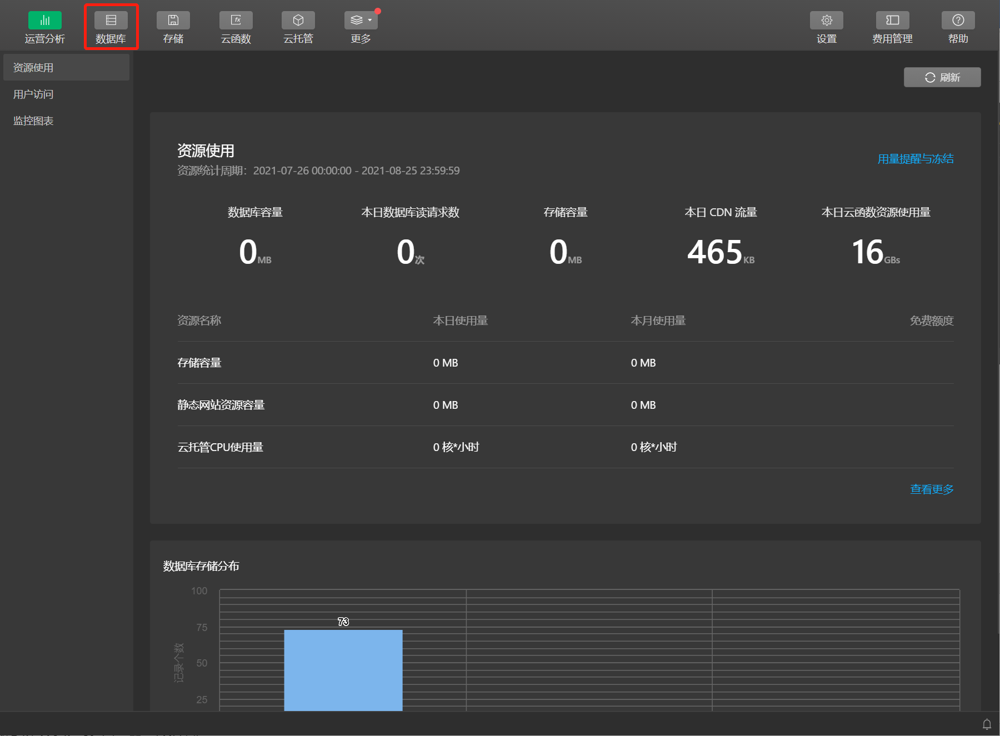 运营分析
数据库
存储
云函数
云托管
更多
设置
费用管理
帮助
资源使用
用户访问
监控图表
刷新
资源使用
资源统计周期：2021-07-26 00:00:00 - 2021-08-25 23:59:59
用量提醒与冻结
数据库容量
本日数据库读请求数
存储容量
本日 CDN 流量
本日云函数资源使用量
0MB
0次
0MB
465KB
16GBs
资源名称 本日使用量 本月使用量 免费额度
存储容量 0 MB 0 MB
静态网站资源容量 0 MB 0 MB
云托管CPU使用量 0 核*小时 0 核*小时
查看更多
数据库存储分布
100
73
75
记录个数
50
25